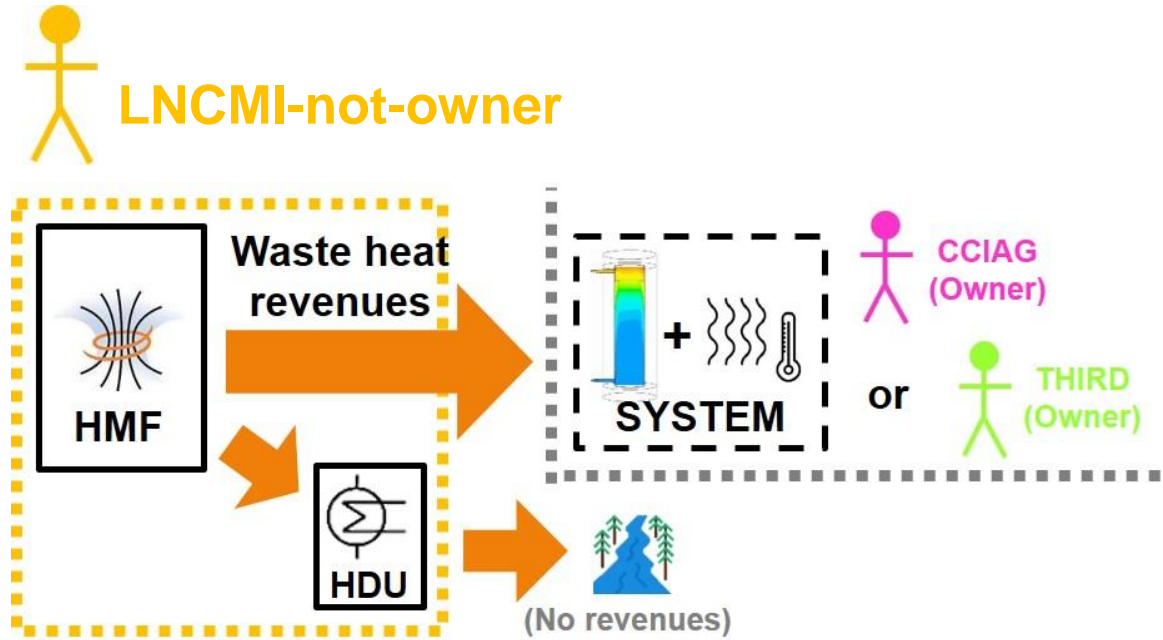 LNCMI-not-owner
Waste heat
revenues
HMF
HDU
+
SYSTEM
CCIAG
(Owner)
or
THIRD
(Owner)
(No revenues)